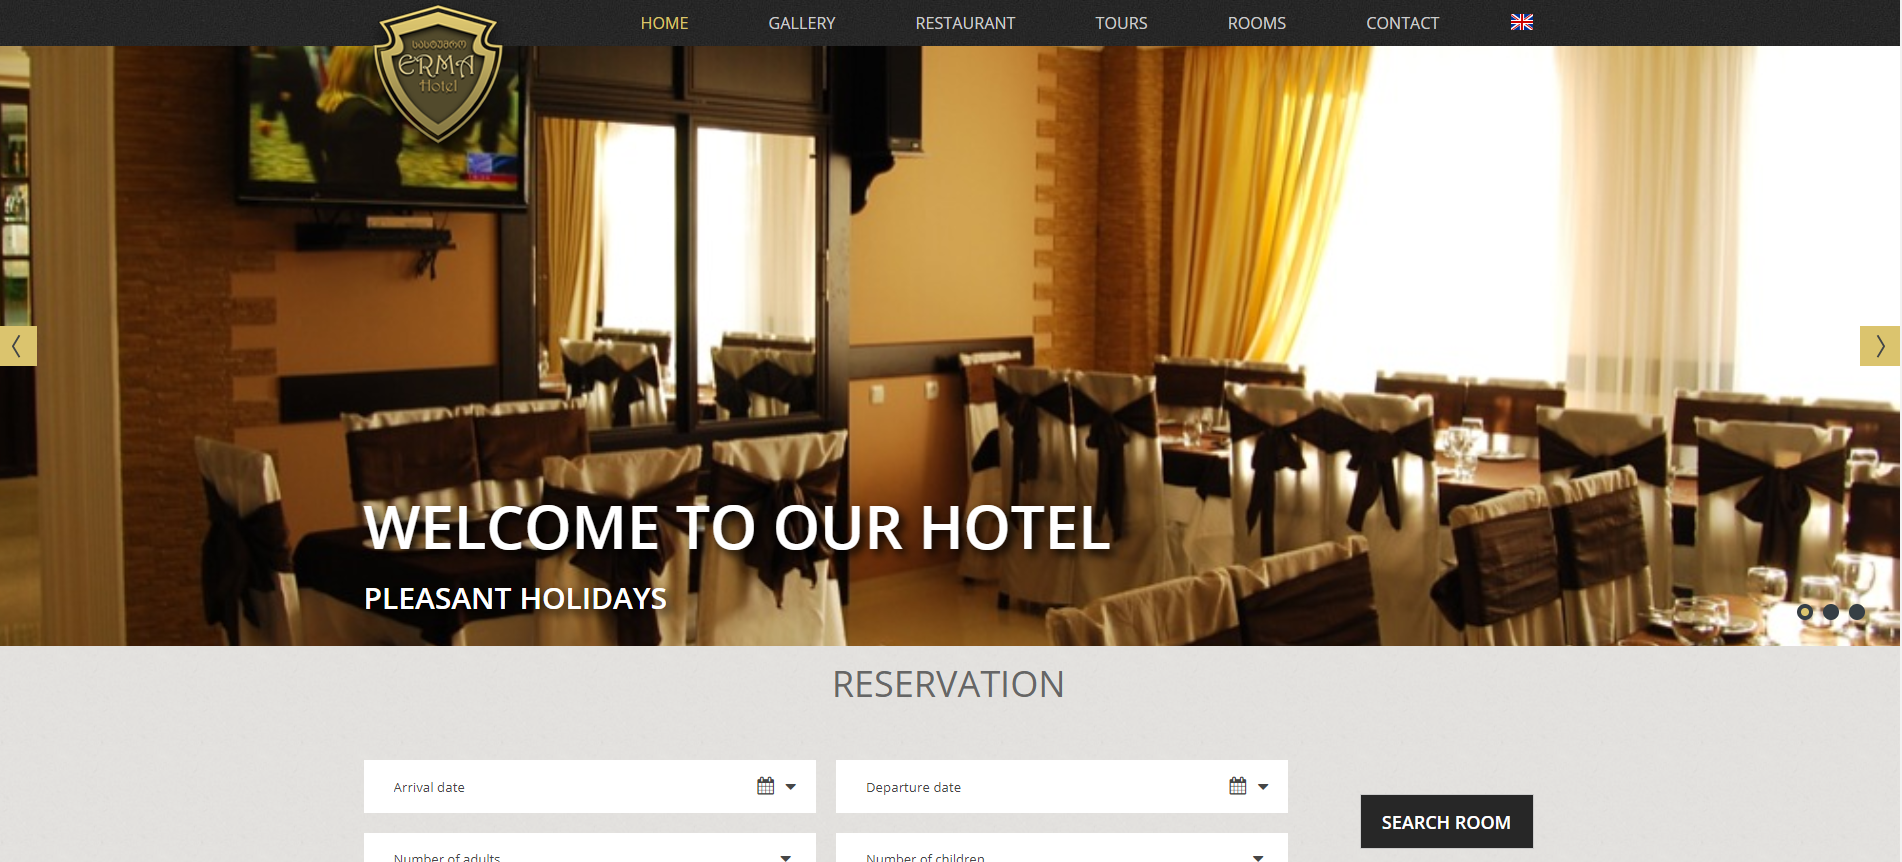 HOME GALLERY RESTAURANT TOURS ROOMS CONTACT
სასტუმრო
ERMA
Hotel
WELCOME TO OUR HOTEL
PLEASANT HOLIDAYS
RESERVATION
Arrival date
Departure date
SEARCH ROOM
Number of adults
Number of children